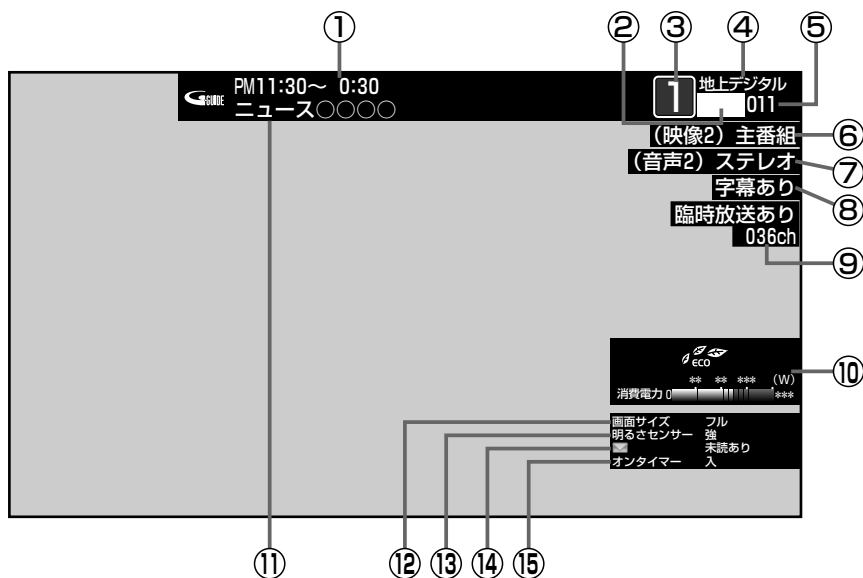 ① ② ③ ④ ⑤
G-GUIDE PM11:30〜 0:30
ニュース○○○○
1 地上デジタル
011
(映像2) 主番組 ⑥
(音声2) ステレオ ⑦
字幕あり ⑧
臨時放送あり
036ch ⑨
ECO
** ** *** (W) ⑩
消費電力 0 ***
画面サイズ フル
明るさセンサー 強
未読あり
オンタイマー 入
⑪ ⑫ ⑬ ⑭ ⑮